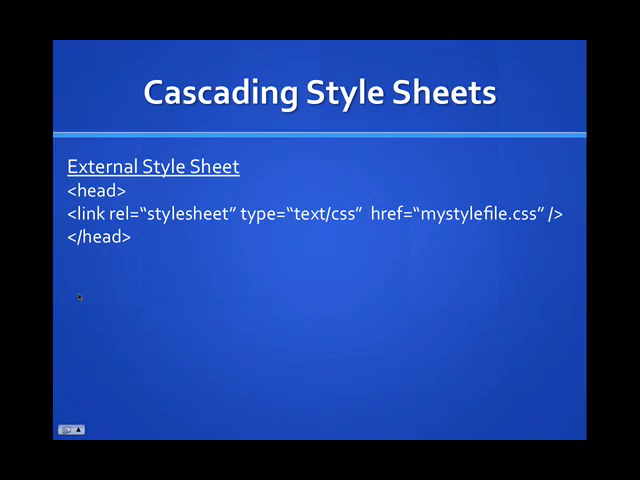 Cascading Style Sheets
External Style Sheet
<head>
<link rel=“stylesheet” type=“text/css”  href=“mystylefile.css” />
</head>